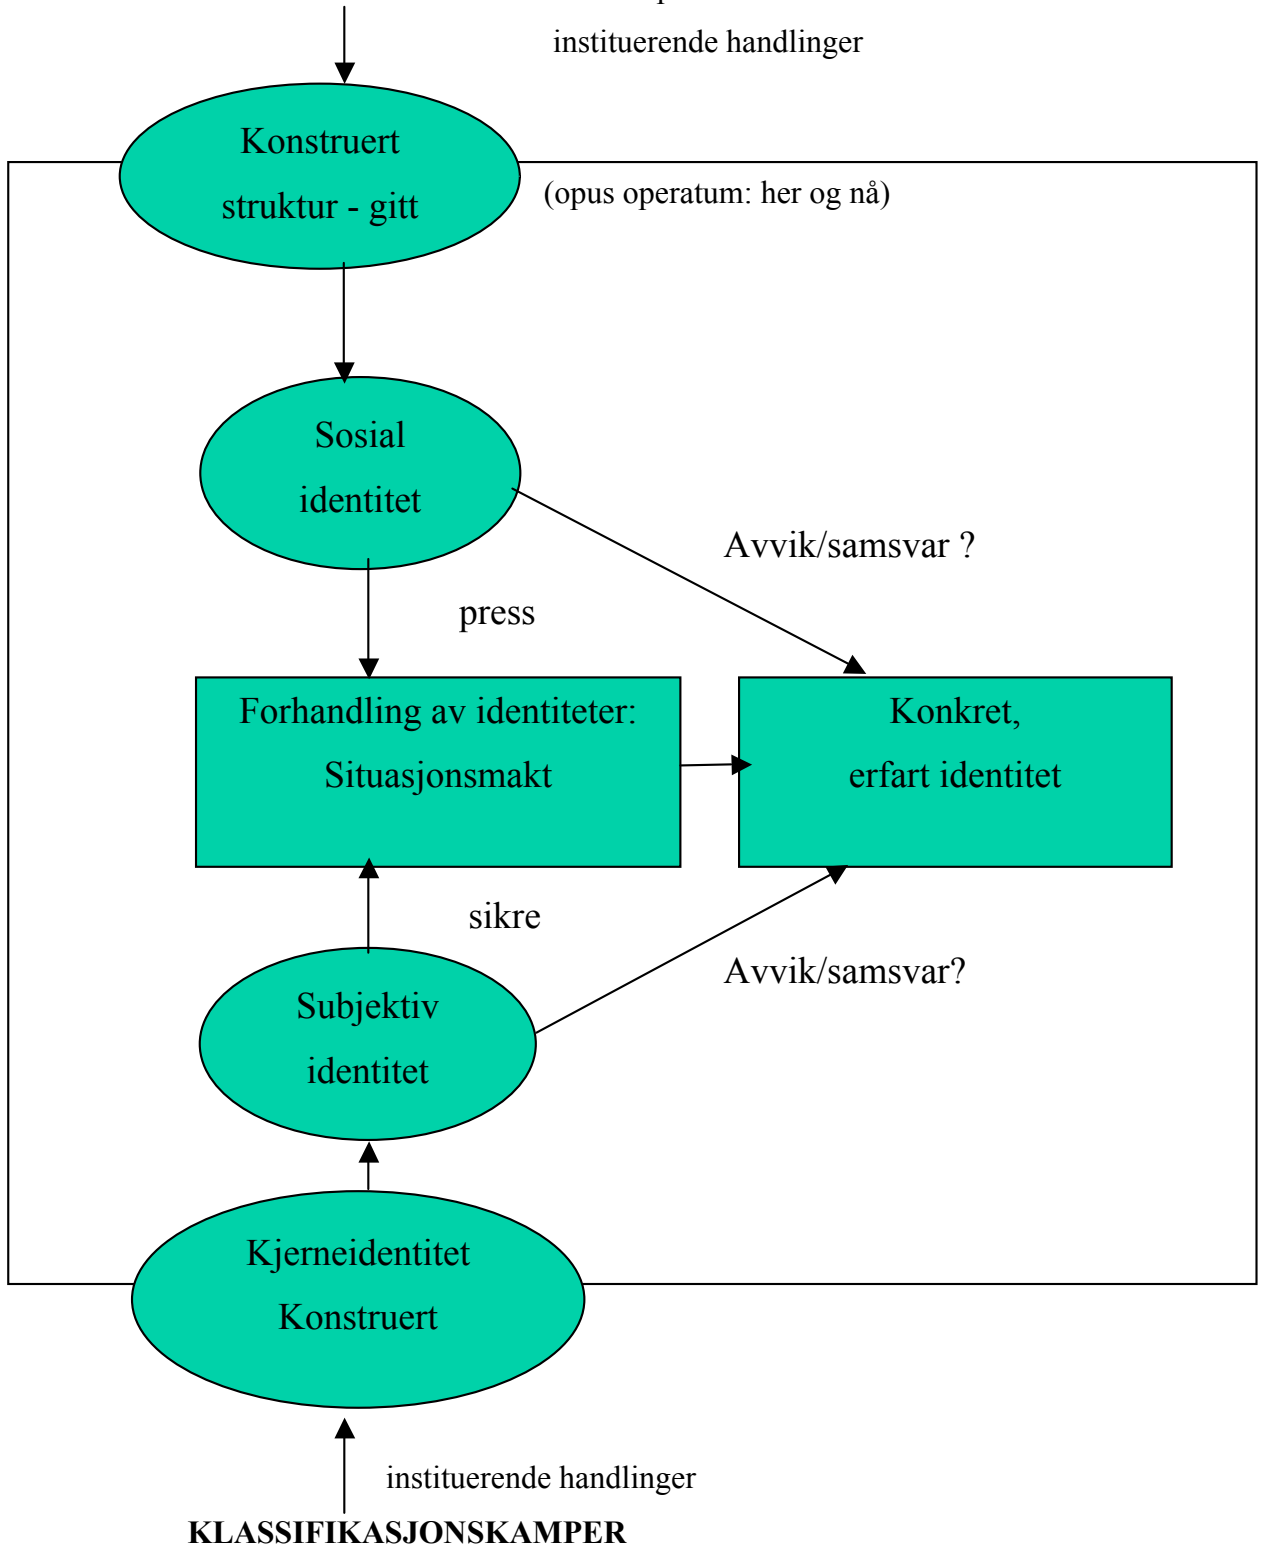 instituerende handlinger
Konstruert
struktur - gitt
(opus operatum: her og nå)
Sosial
identitet
Avvik/samsvar ?
press
Forhandling av identiteter:
Situasjonsmakt
Konkret,
erfart identitet
sikre
Avvik/samsvar?
Subjektiv
identitet
Kjerneidentitet
Konstruert
instituerende handlinger
KLASSIFIKASJONSKAMPER